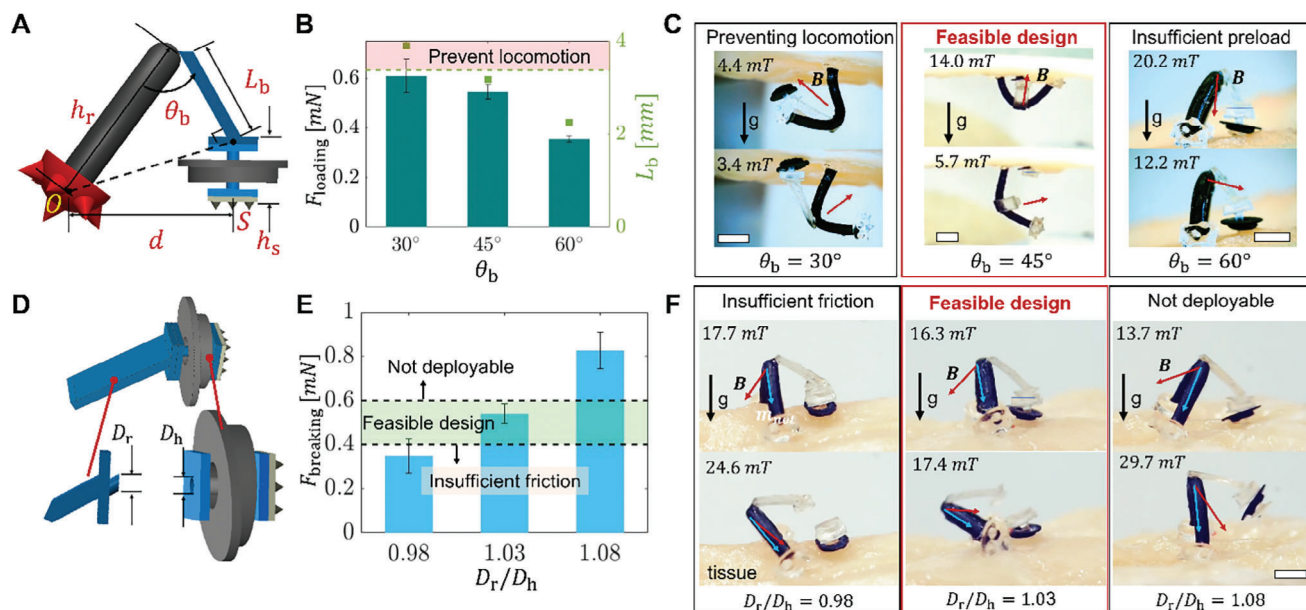 A
h_r
θ_b
L_b
O
S
d
h_s
B
Prevent locomotion
F_loading [mN]
0.6
0.4
0.2
0
4
2
0
L_b [mm]
30° 45° 60°
θ_b
C
Preventing locomotion
4.4 mT
B
g
3.4 mT
θ_b = 30°
Feasible design
14.0 mT
B
g
5.7 mT
θ_b = 45°
Insufficient preload
20.2 mT
B
g
12.2 mT
θ_b = 60°
D
D_r
D_h
E
F_breaking [mN]
1
0.8
0.6
0.4
0.2
0
Not deployable
Feasible design
Insufficient friction
0.98 1.03 1.08
D_r/D_h
F
Insufficient friction
17.7 mT
B
g
24.6 mT
tissue
D_r/D_h = 0.98
Feasible design
16.3 mT
B
g
17.4 mT
D_r/D_h = 1.03
Not deployable
13.7 mT
B
g
29.7 mT
D_r/D_h = 1.08